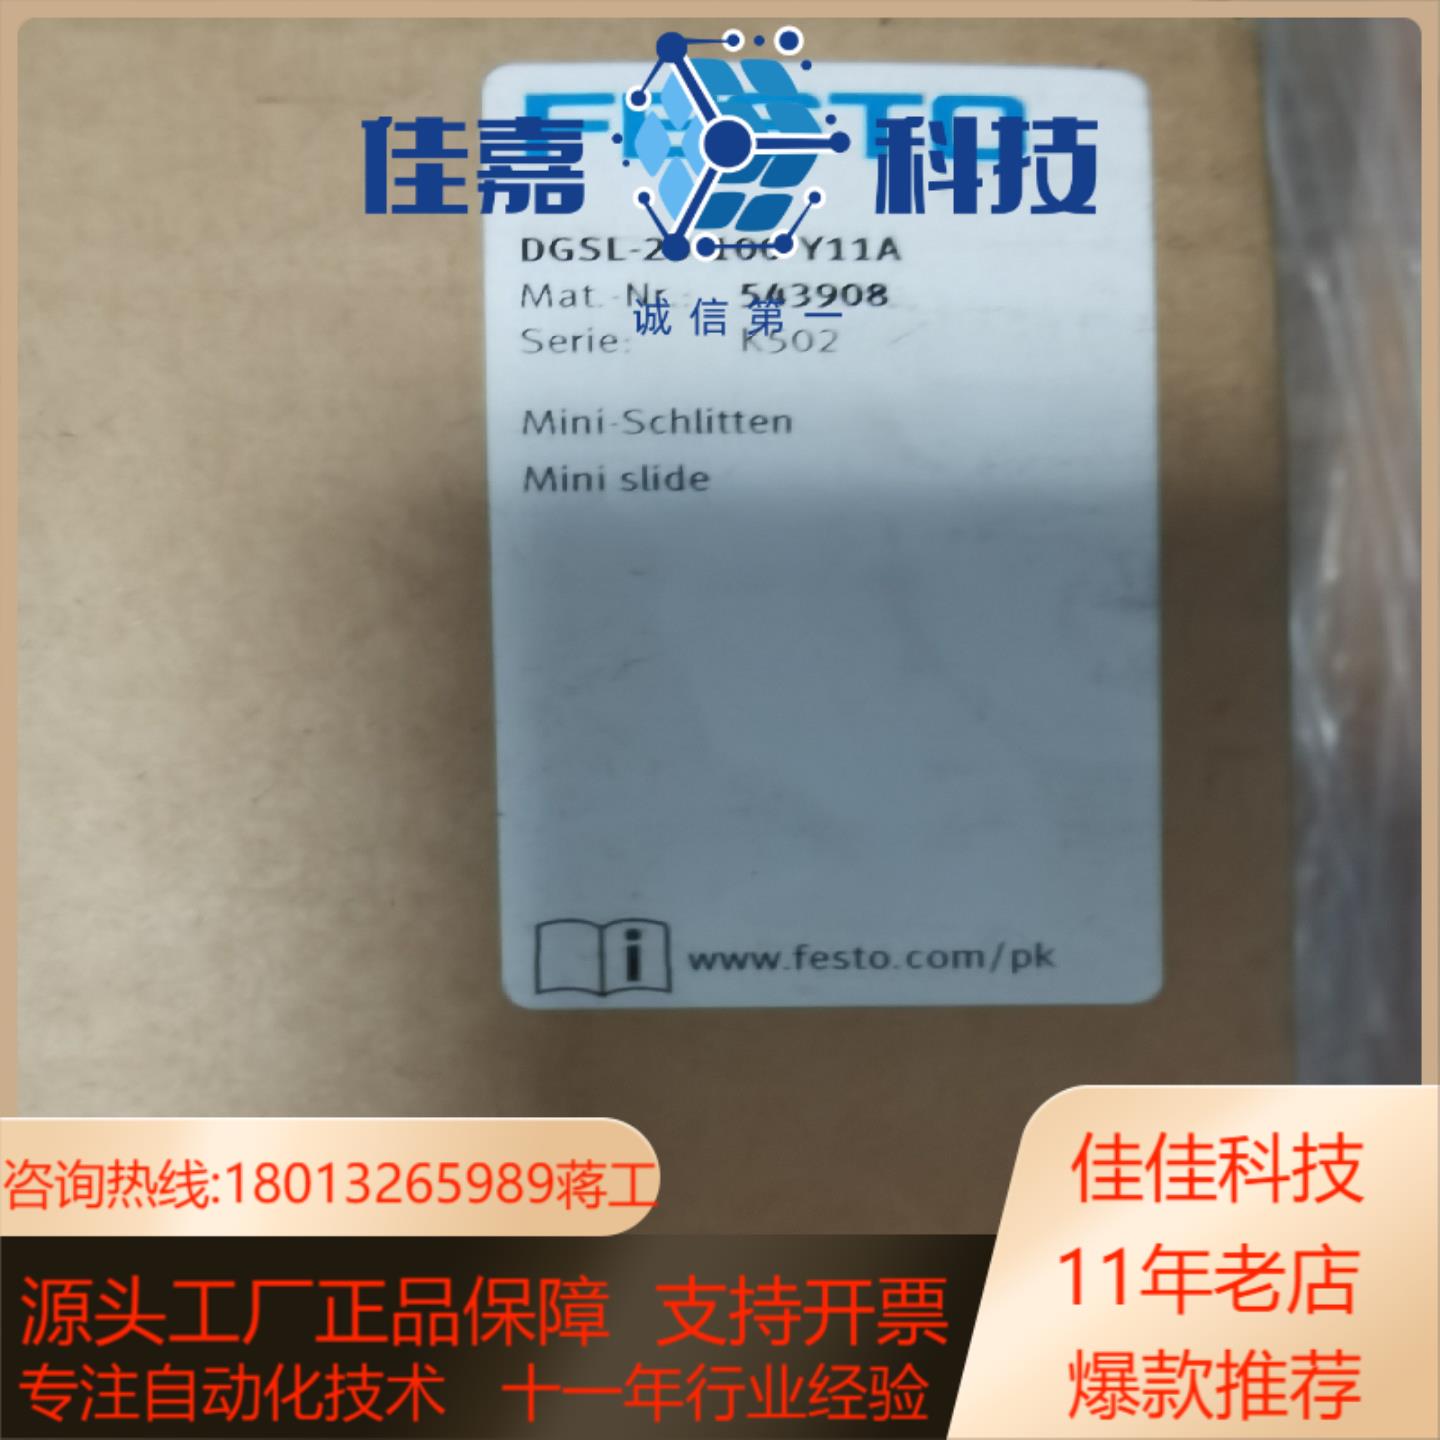 FESTO
佳嘉 科技
DGSL-2 100 Y11A
Mat.-Nr.: 543908
诚信第一
Serie: K502
Mini-Schlitten
Mini slide
i www.festo.com/pk
咨询热线:18013265989蒋工
佳佳科技
11年老店
爆款推荐
源头工厂正品保障 支持开票
专注自动化技术 十一年行业经验